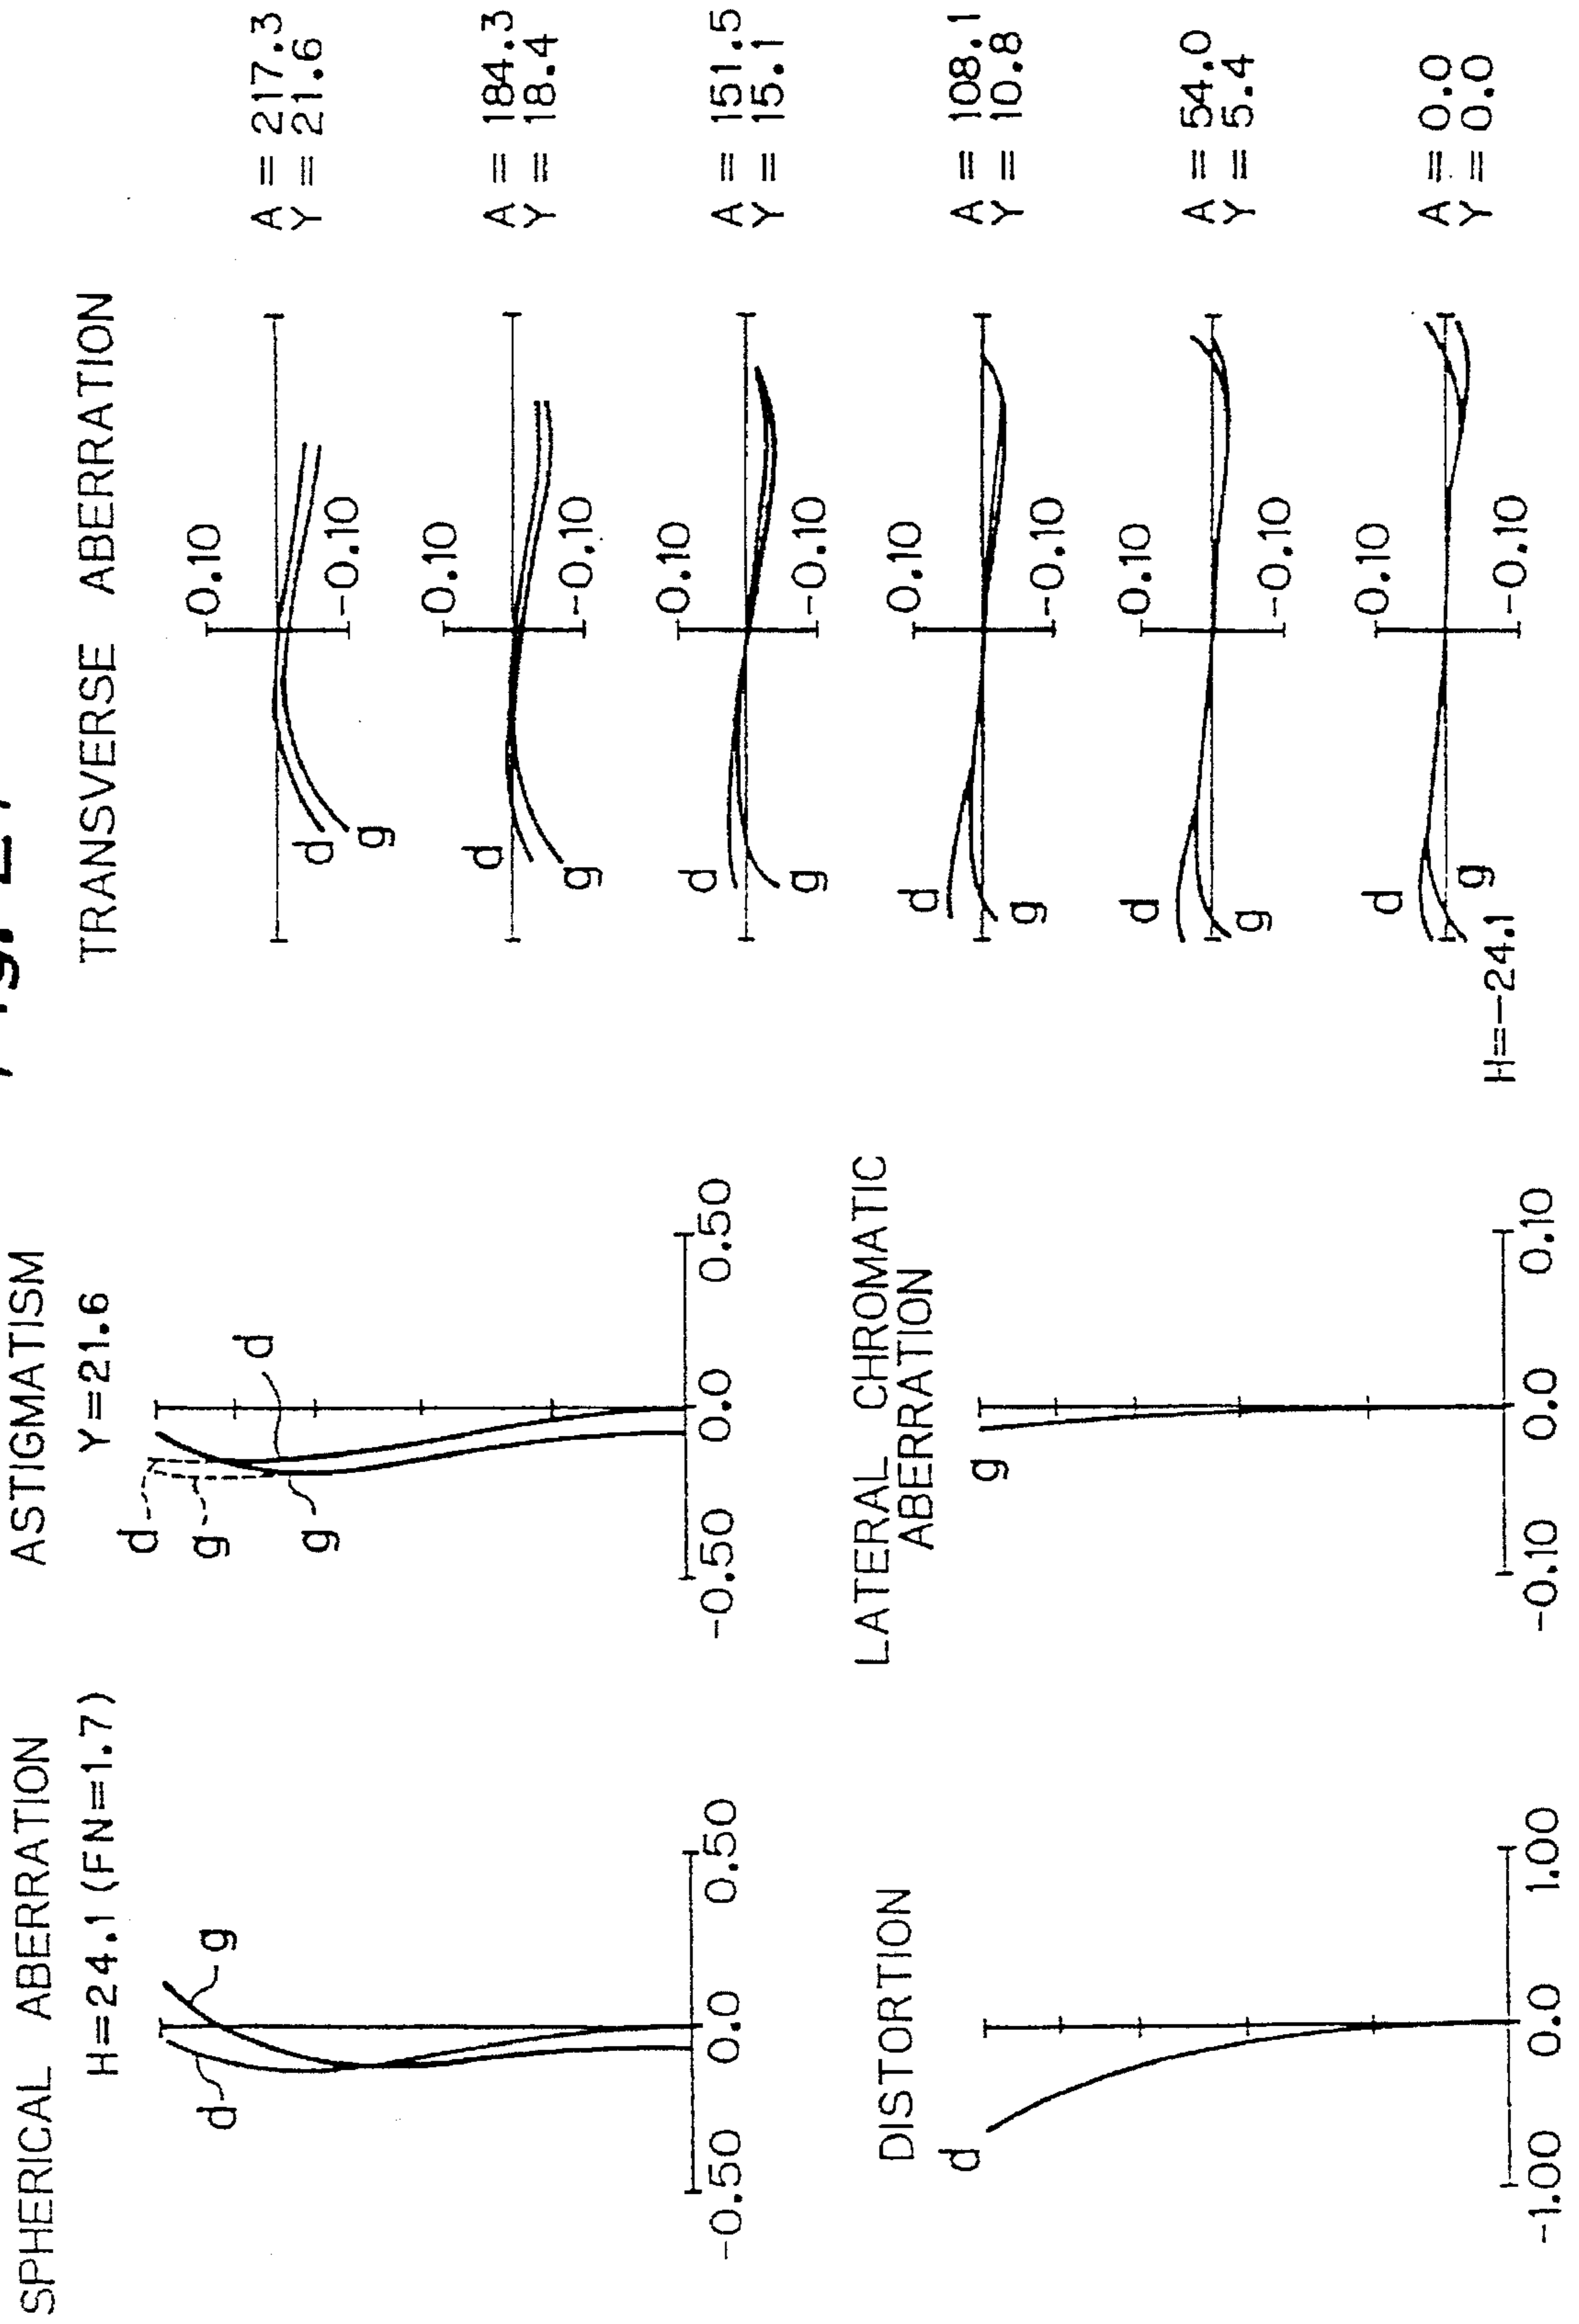 SPHERICAL ABERRATION
H=24.1 (FN=1.7)
d
g
-0.50
0.0
0.50
ASTIGMATISM
Y=21.6
d
g
g
d
-0.50
0.0
0.50
DISTORTION
d
-1.00
0.0
1.00
LATERAL CHROMATIC
ABERRATION
g
-0.10
0.0
0.10
TRANSVERSE ABERRATION
0.10
-0.10
d
g
A = 217.3
Y = 21.6
0.10
-0.10
d
g
A = 184.3
Y = 18.4
0.10
-0.10
d
g
A = 151.5
Y = 15.1
0.10
-0.10
d
g
A = 108.1
Y = 10.8
0.10
-0.10
d
g
A = 54.0
Y = 5.4
0.10
-0.10
d
g
H=-24.1
A = 0.0
Y = 0.0